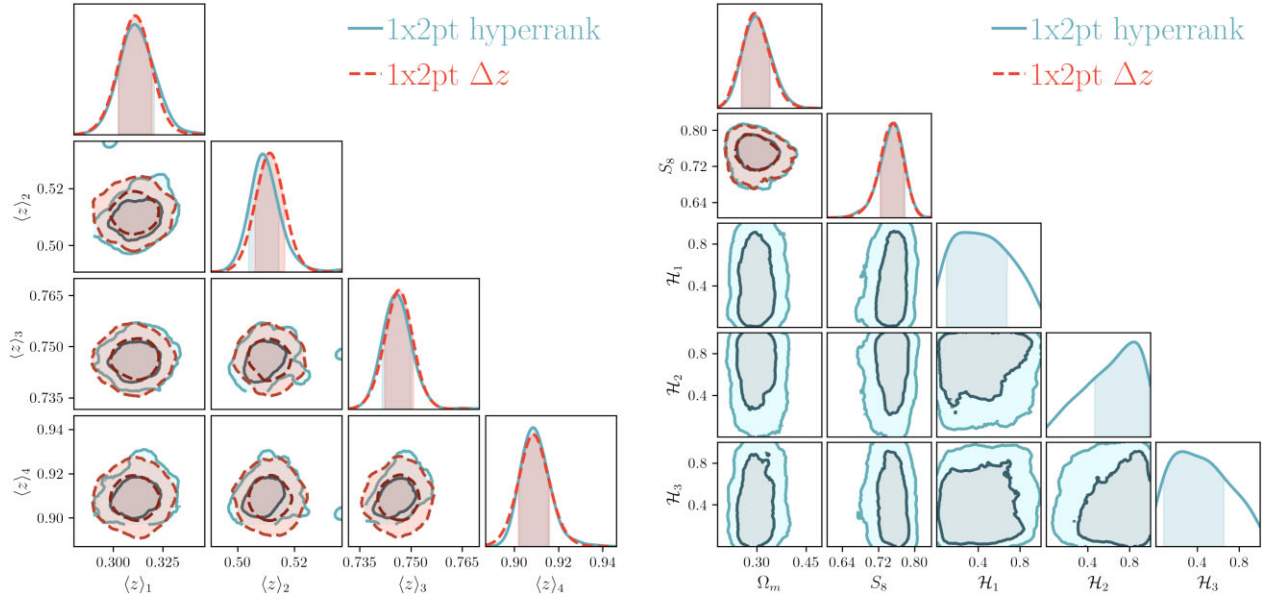 1x2pt hyperrank
1x2pt Δz
0.52
0.50
⟨z⟩₂
0.765
0.750
0.735
⟨z⟩₃
0.94
0.92
0.90
⟨z⟩₄
0.300 0.325
0.50 0.52
0.735 0.750 0.765
0.90 0.92 0.94
⟨z⟩₁ ⟨z⟩₂ ⟨z⟩₃ ⟨z⟩₄
1x2pt hyperrank
1x2pt Δz
0.80
0.72
0.64
S₈
0.8
0.4
ℋ₁
0.8
0.4
ℋ₂
0.8
0.4
ℋ₃
0.30 0.45
0.64 0.72 0.80
0.4 0.8
0.4 0.8
0.4 0.8
Ωₘ S₈ ℋ₁ ℋ₂ ℋ₃